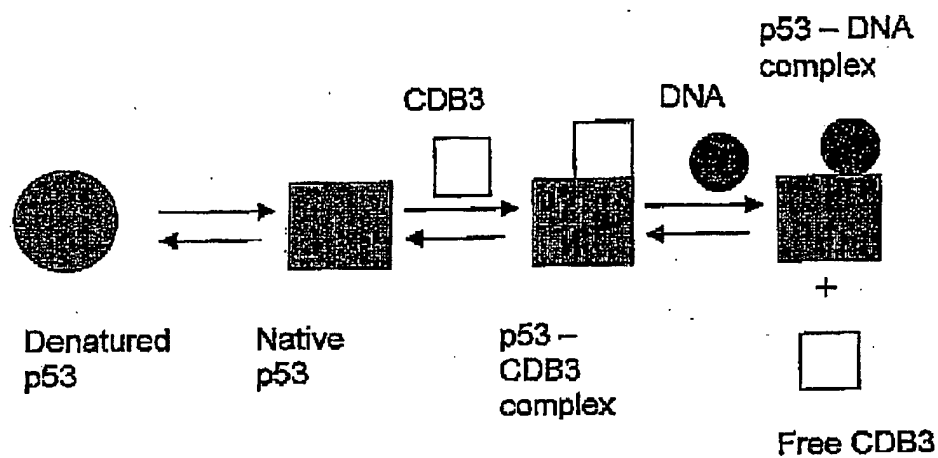 p53 – DNA
complex
CDB3
DNA
+
Denatured
p53
Native
p53
p53 –
CDB3
complex
Free CDB3